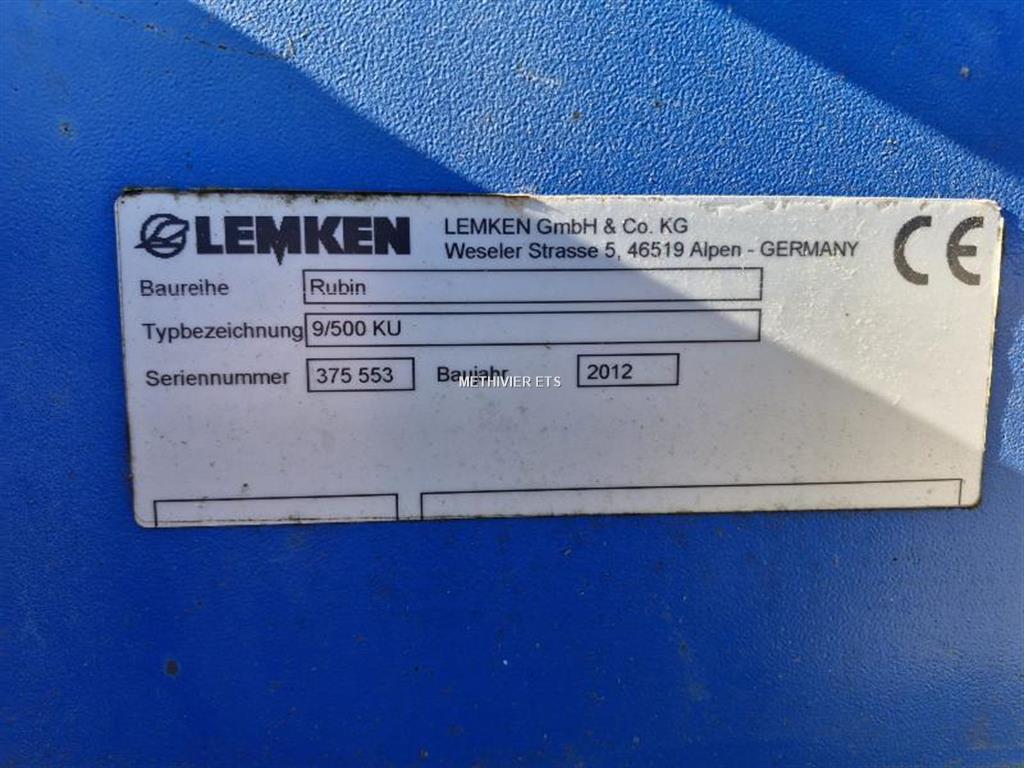 LEMKEN
LEMKEN GmbH & Co. KG
Weseler Strasse 5, 46519 Alpen - GERMANY
CE
Baureihe Rubin
Typbezeichnung 9/500 KU
Seriennummer 375 553 Baujahr 2012
METHIVIER ETS